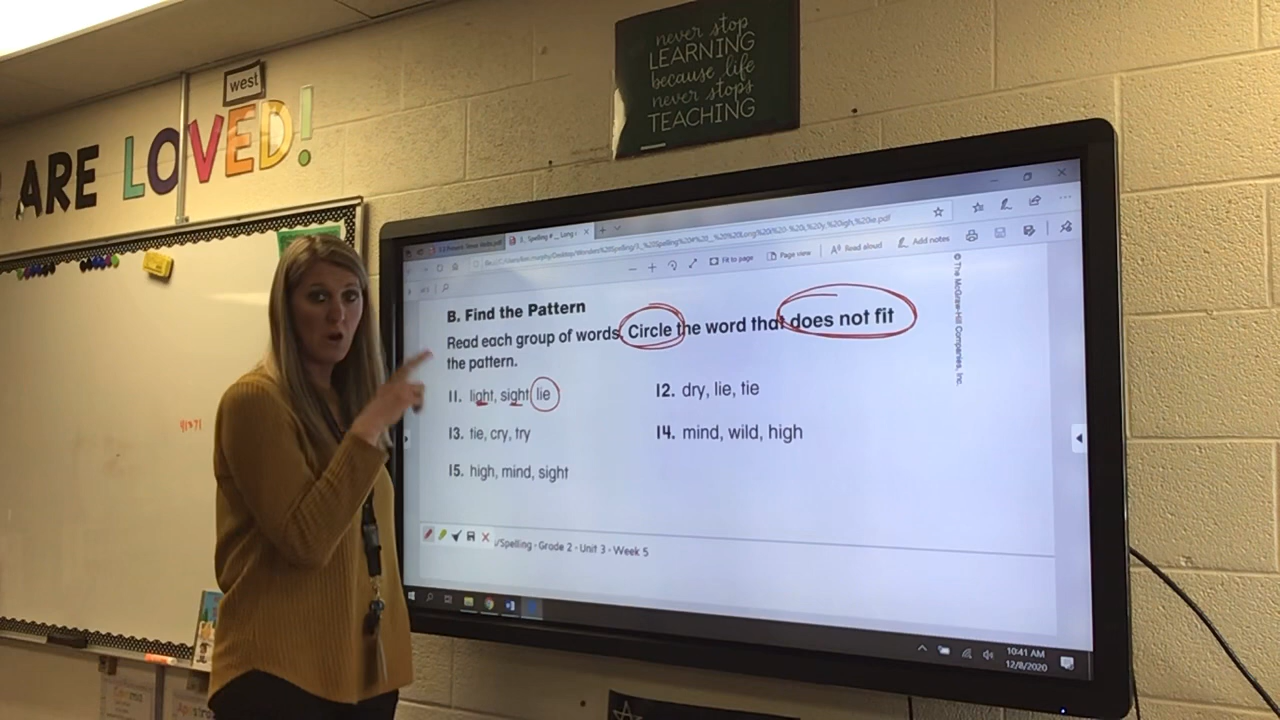 west
ARE LOVED!
never stop
LEARNING
because life
never stops
TEACHING
Fit to page
Page view
Read aloud
Add notes
B. Find the Pattern
Read each group of words. Circle the word that does not fit
the pattern.
11. light, sight, lie
12. dry, lie, tie
13. tie, cry, try
14. mind, wild, high
15. high, mind, sight
© The McGraw-Hill Companies, Inc.
/Spelling • Grade 2 • Unit 3 • Week 5
10:41 AM
12/8/2020